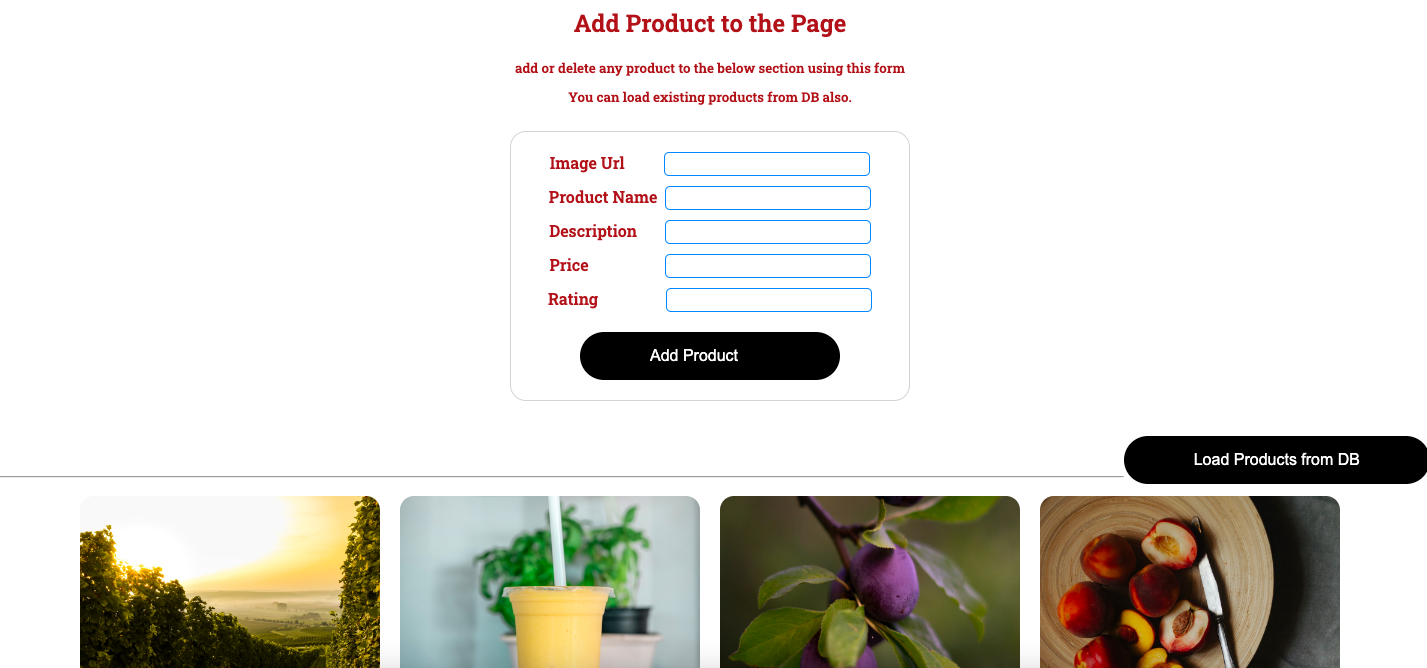 Add Product to the Page
add or delete any product to the below section using this form
You can load existing products from DB also.
Image Url
Product Name
Description
Price
Rating
Add Product
Load Products from DB